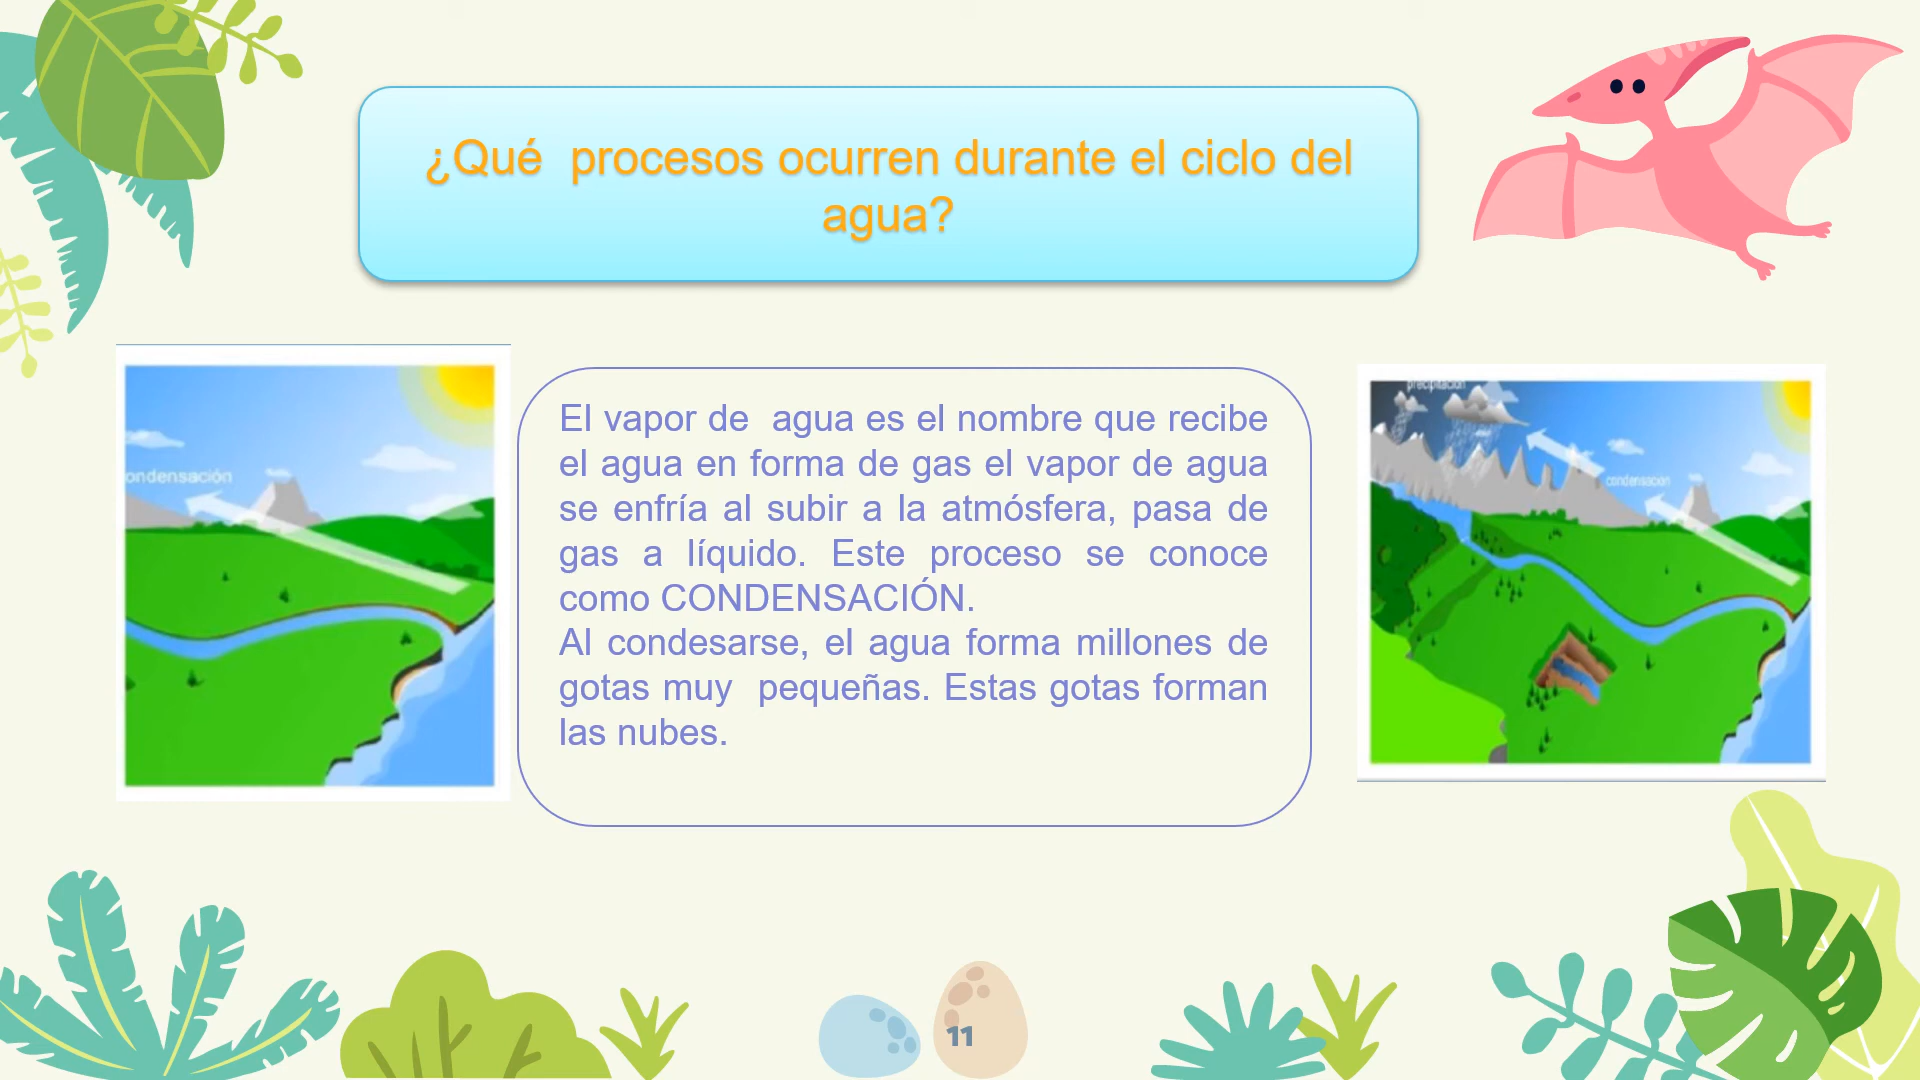 ¿Qué  procesos ocurren durante el ciclo del
agua?
ondensación
El vapor de  agua es el nombre que recibe
el agua en forma de gas el vapor de agua
se enfría al subir a la atmósfera, pasa de
gas a líquido. Este proceso se conoce
como CONDENSACIÓN.
Al condesarse, el agua forma millones de
gotas muy  pequeñas. Estas gotas forman
las nubes.
precipitación
condensación
11